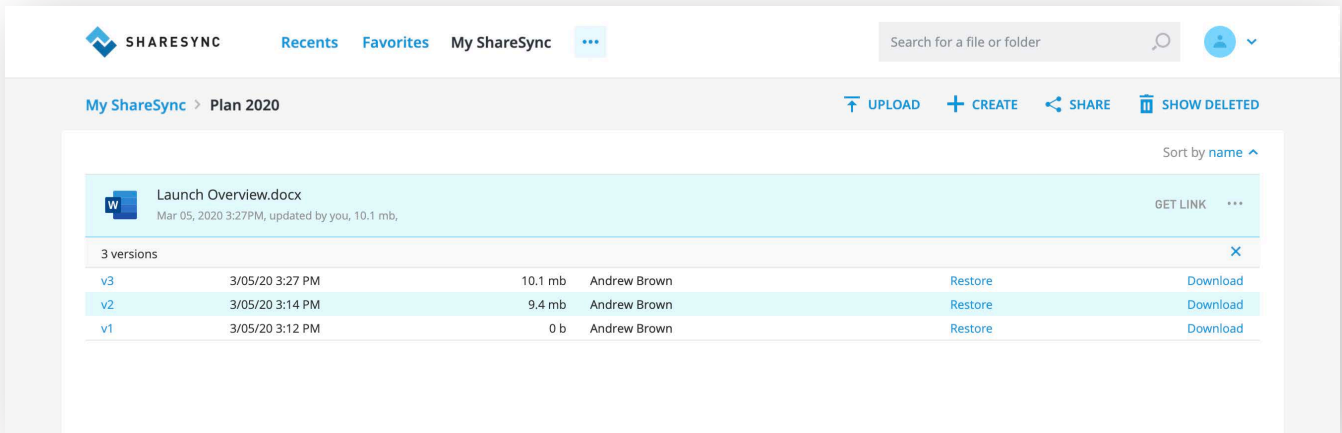 SHARESYNC Recents Favorites My ShareSync ••• Search for a file or folder
My ShareSync > Plan 2020 UPLOAD CREATE SHARE SHOW DELETED
Sort by name
W Launch Overview.docx
Mar 05, 2020 3:27PM, updated by you, 10.1 mb,
GET LINK •••
3 versions
v3 3/05/20 3:27 PM 10.1 mb Andrew Brown Restore Download
v2 3/05/20 3:14 PM 9.4 mb Andrew Brown Restore Download
v1 3/05/20 3:12 PM 0 b Andrew Brown Restore Download